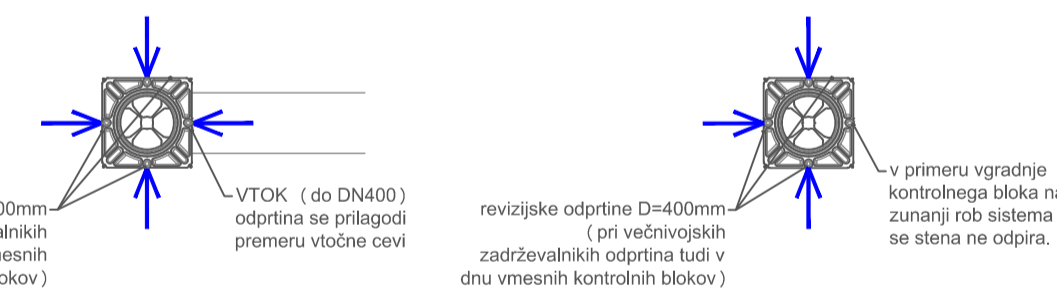 00mm
alnikih
mesnih
okov )
VTOK ( do DN400 )
odprtina se prilagodi
premeru vtočne cevi
revizijske odprtine D=400mm
( pri večnivojskih
zadrževalnikih odprtina tudi v
dnu vmesnih kontrolnih blokov )
v primeru vgradnje
kontrolnega bloka na
zunanji rob sistema
se stena ne odpira.